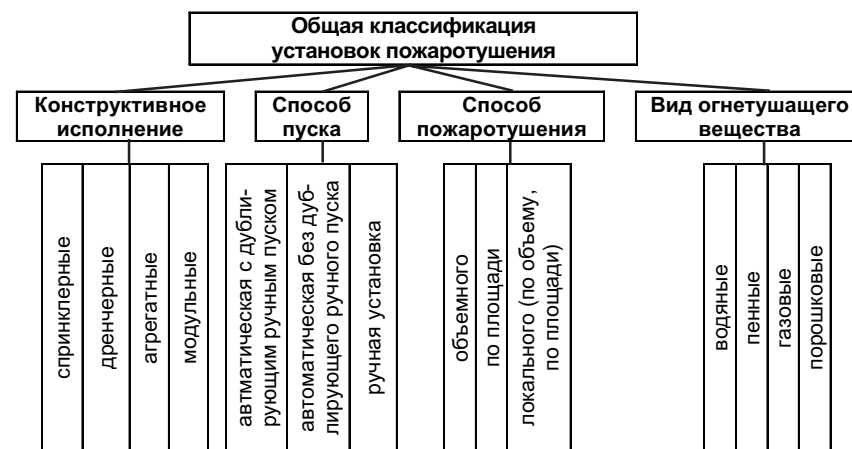 Общая классификация
установок пожаротушения
Конструктивное
исполнение
Способ
пуска
Способ
пожаротушения
Вид огнетушащего
вещества
спринклерные
дренчерные
агрегатные
модульные
автматическая с дубли-
рующим ручным пуском
автоматическая без дуб-
лирующего ручного пуска
ручная установка
объемного
по площади
локального (по объему,
по площади)
водяные
пенные
газовые
порошковые